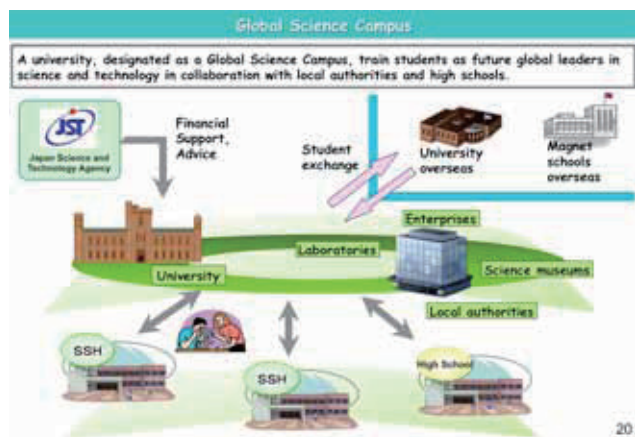 Global Science Campus
A university, designated as a Global Science Campus, train students as future global leaders in
science and technology in collaboration with local authorities and high schools.
JST
Japan Science and
Technology Agency
Financial
Support,
Advice
Student
exchange
University
overseas
Magnet
schools
overseas
Enterprises
Laboratories
University
Science museums
Local authorities
SSH
SSH
High School
20